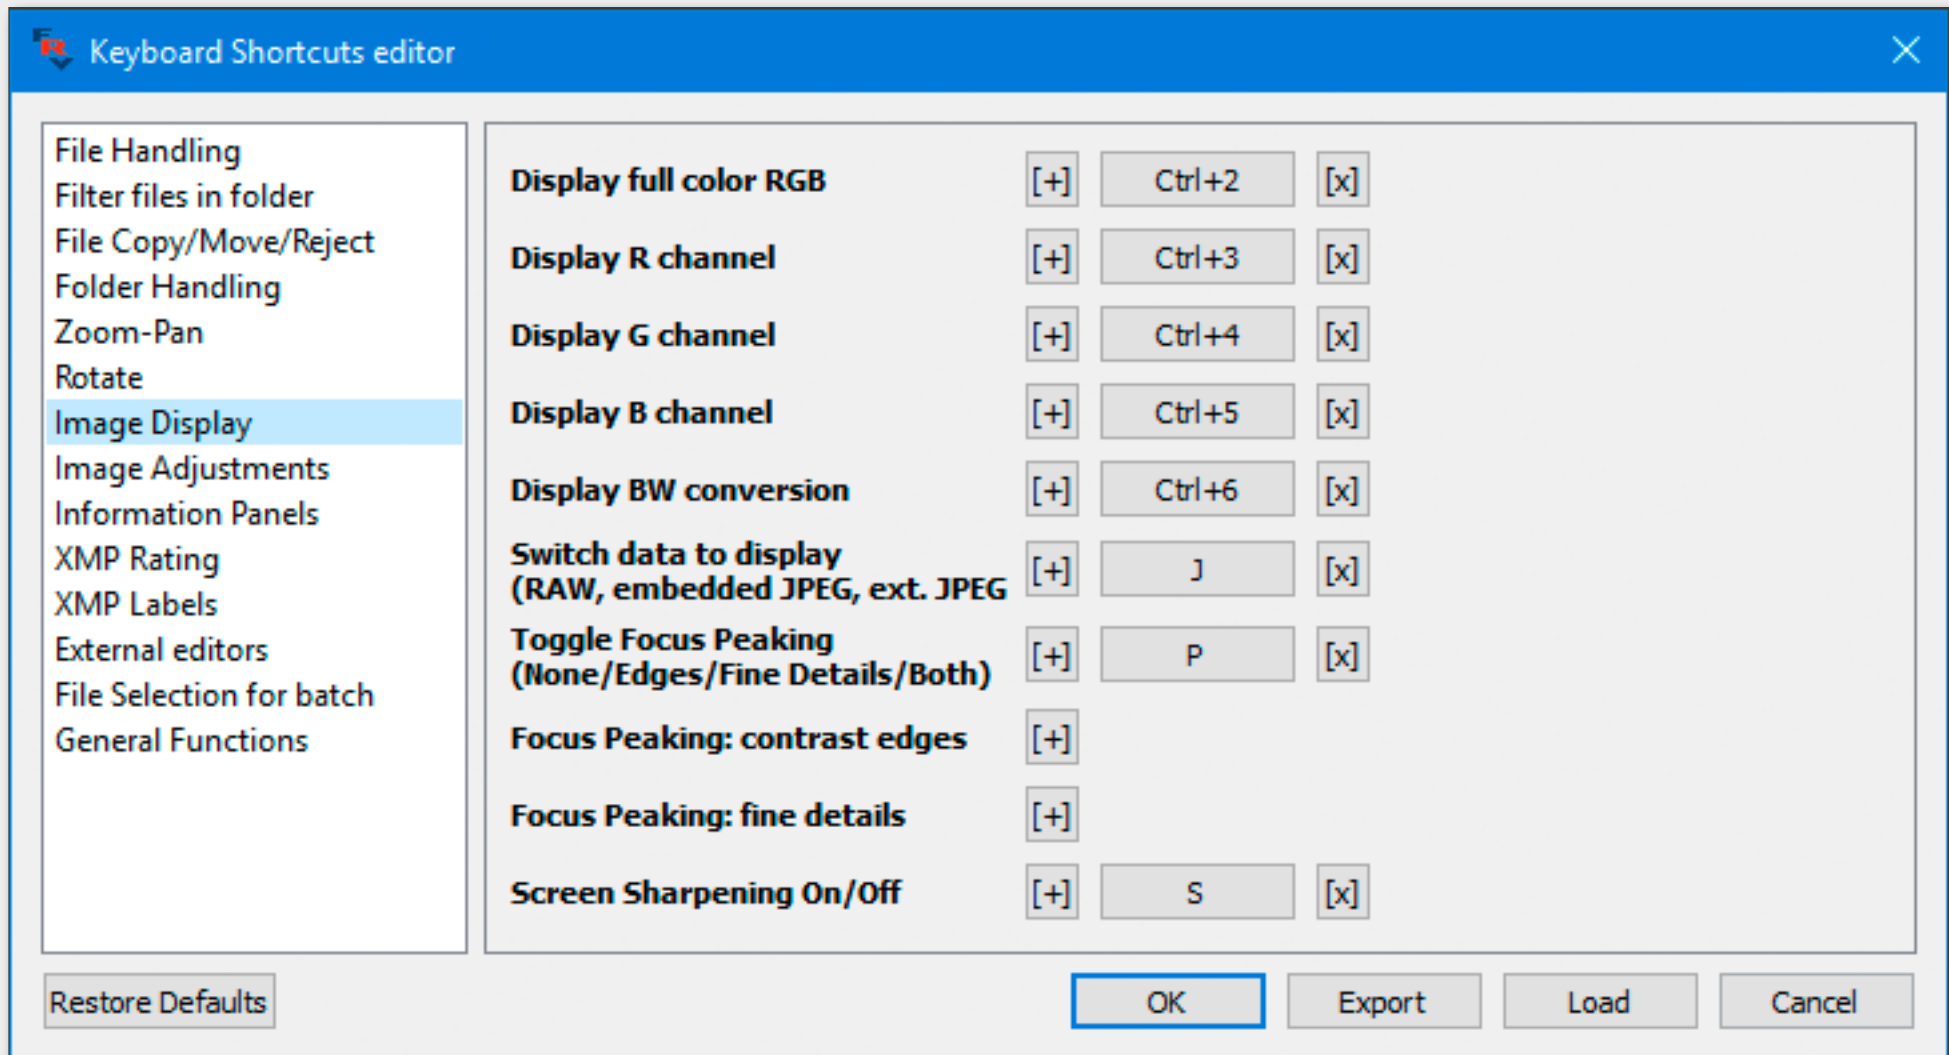 FRV
Keyboard Shortcuts editor
File Handling
Filter files in folder
File Copy/Move/Reject
Folder Handling
Zoom-Pan
Rotate
Image Display
Image Adjustments
Information Panels
XMP Rating
XMP Labels
External editors
File Selection for batch
General Functions
Display full color RGB [+] Ctrl+2 [x]
Display R channel [+] Ctrl+3 [x]
Display G channel [+] Ctrl+4 [x]
Display B channel [+] Ctrl+5 [x]
Display BW conversion [+] Ctrl+6 [x]
Switch data to display
(RAW, embedded JPEG, ext. JPEG [+] J [x]
Toggle Focus Peaking
(None/Edges/Fine Details/Both) [+] P [x]
Focus Peaking: contrast edges [+]
Focus Peaking: fine details [+]
Screen Sharpening On/Off [+] S [x]
Restore Defaults OK Export Load Cancel